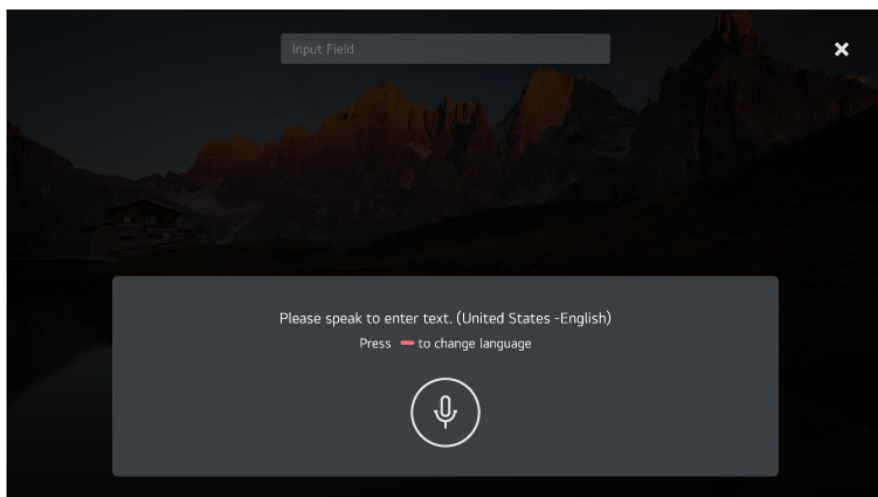 Input Field
Please speak to enter text. (United States -English)
Press to change language